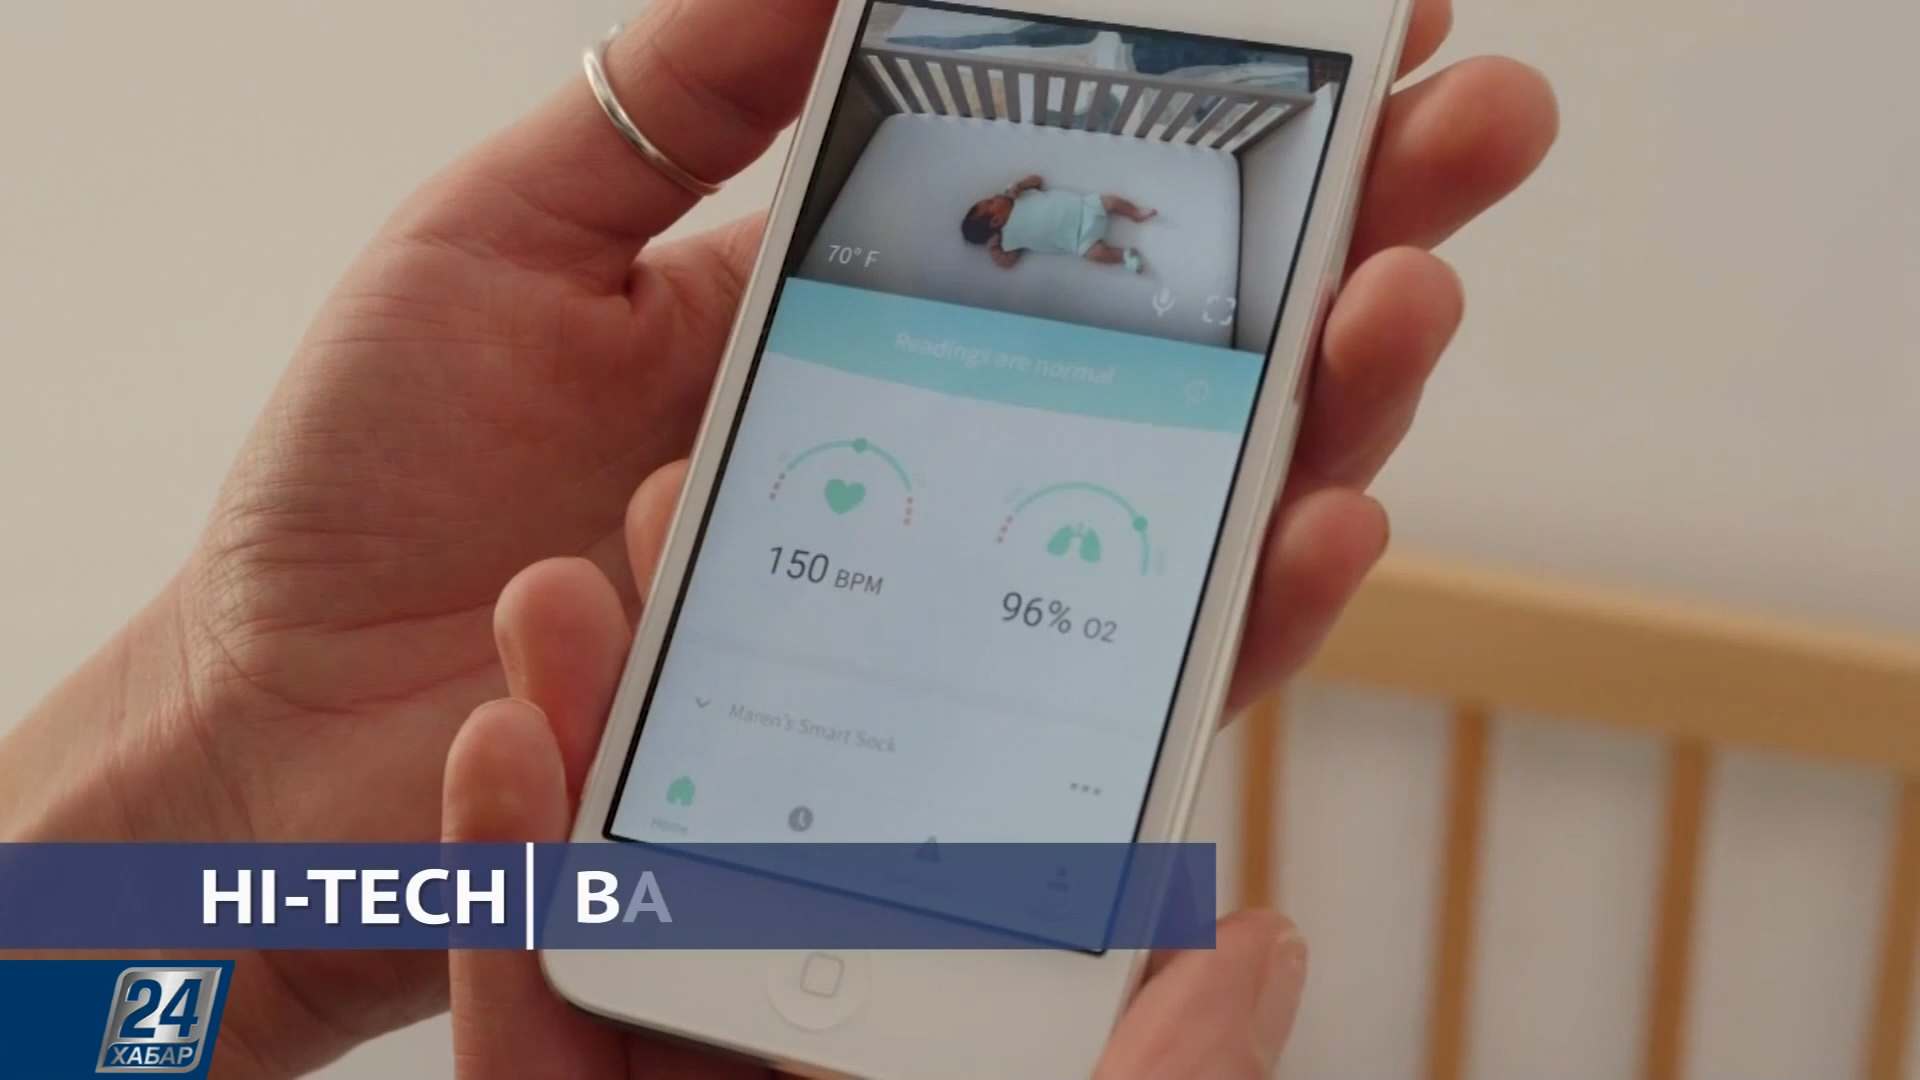 70° F
Readings are normal
150 BPM
96% O2
Maren's Smart Sock
Home
HI-TECH BA
24
ХАБАР